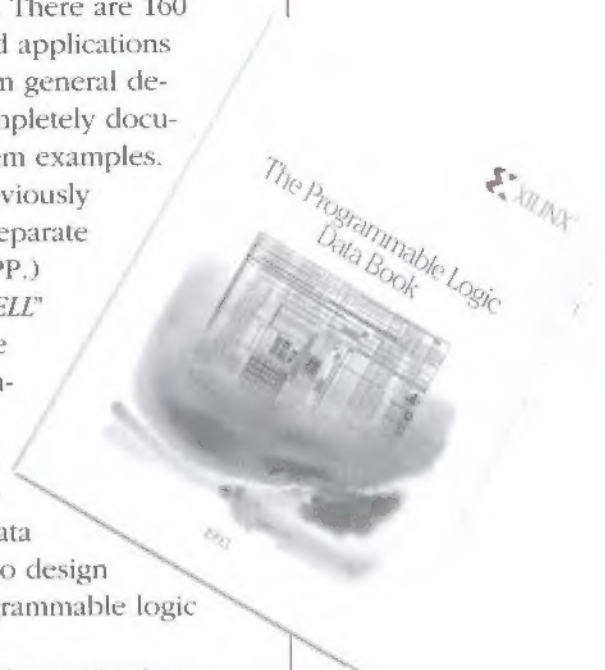 There are 160
d applications
n general de-
mpletely docu-
em examples.
viously
eparate
PP.)
ELL"
e
a-
ata
o design
grammable logic
The Programmable Logic
Data Book
XILINX